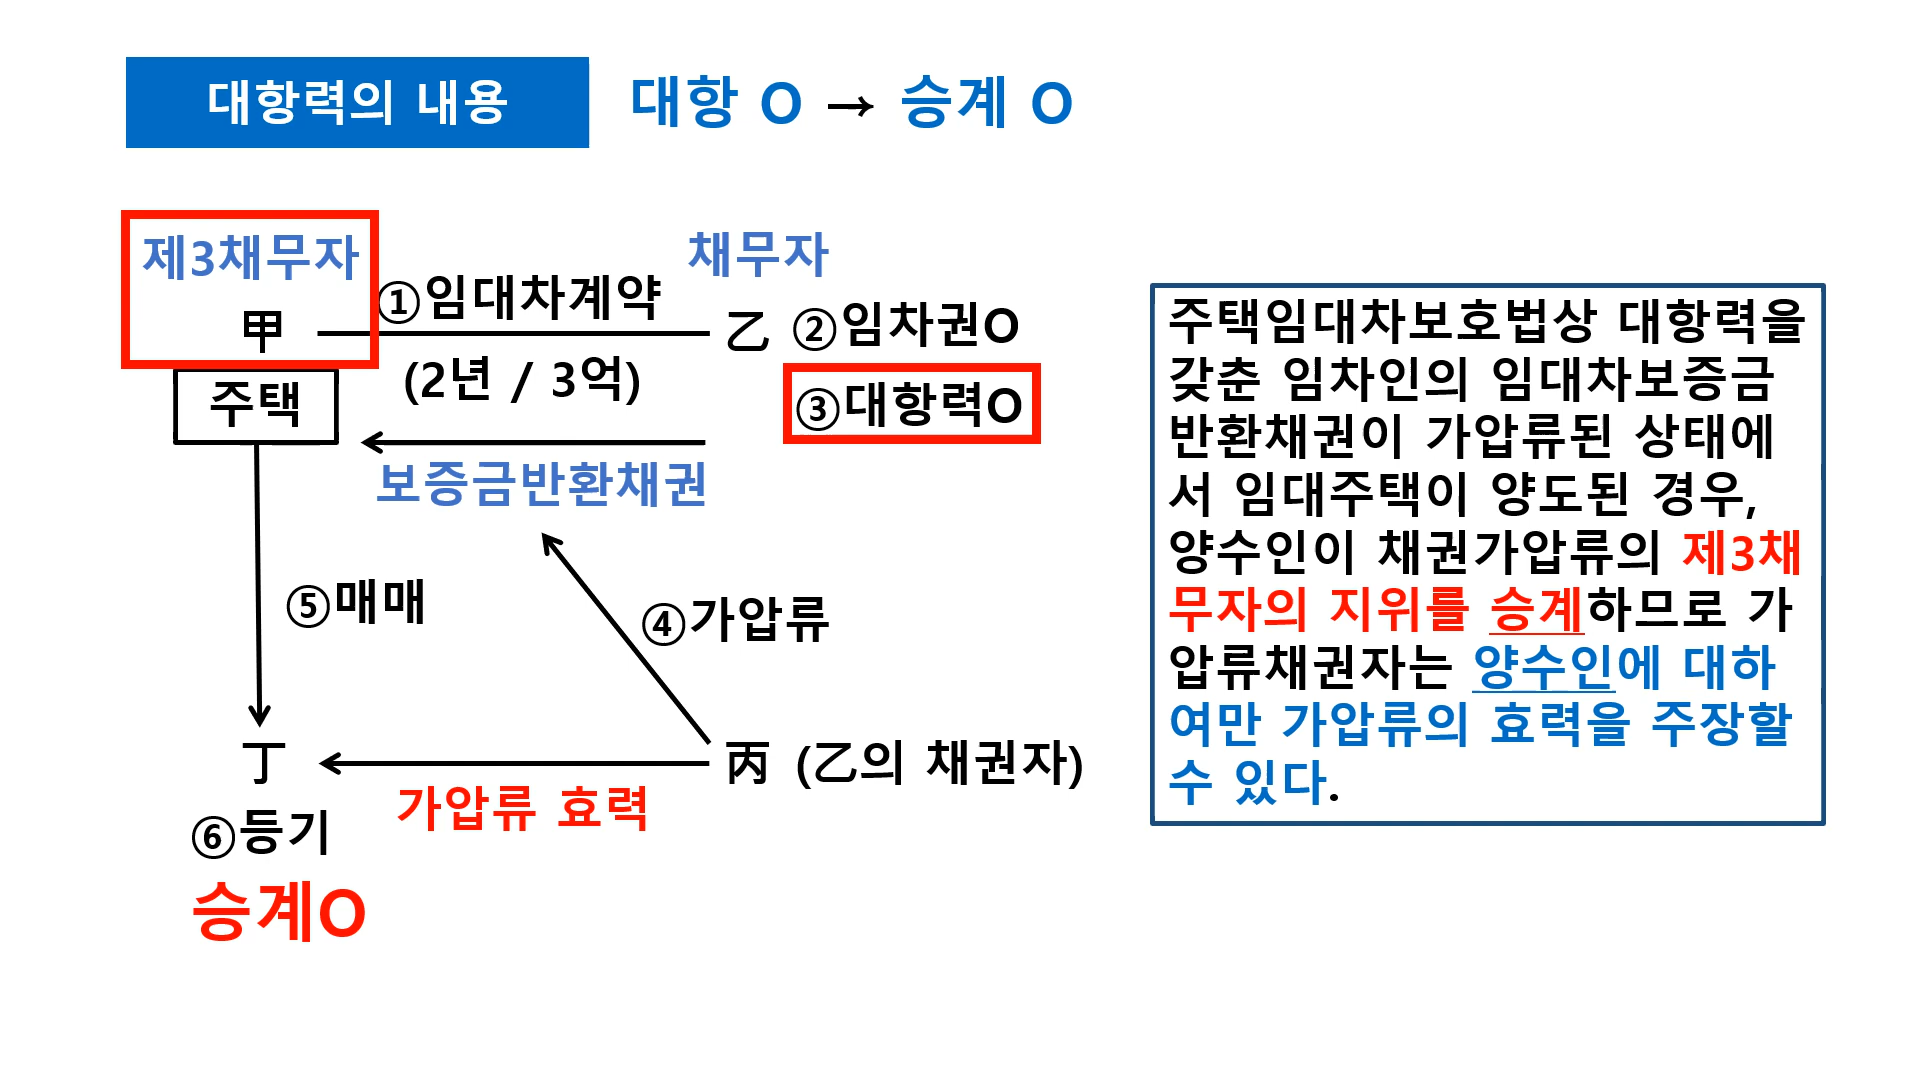 대항력의 내용
대항 O → 승계 O
제3채무자
채무자
①임대차계약
甲
乙 ②임차권O
(2년 / 3억)
③대항력O
주택
보증금반환채권
⑤매매
④가압류
丁
丙 (乙의 채권자)
가압류 효력
⑥등기
승계O
주택임대차보호법상 대항력을
갖춘 임차인의 임대차보증금
반환채권이 가압류된 상태에
서 임대주택이 양도된 경우,
양수인이 채권가압류의 제3채
무자의 지위를 승계하므로 가
압류채권자는 양수인에 대하
여만 가압류의 효력을 주장할
수 있다.